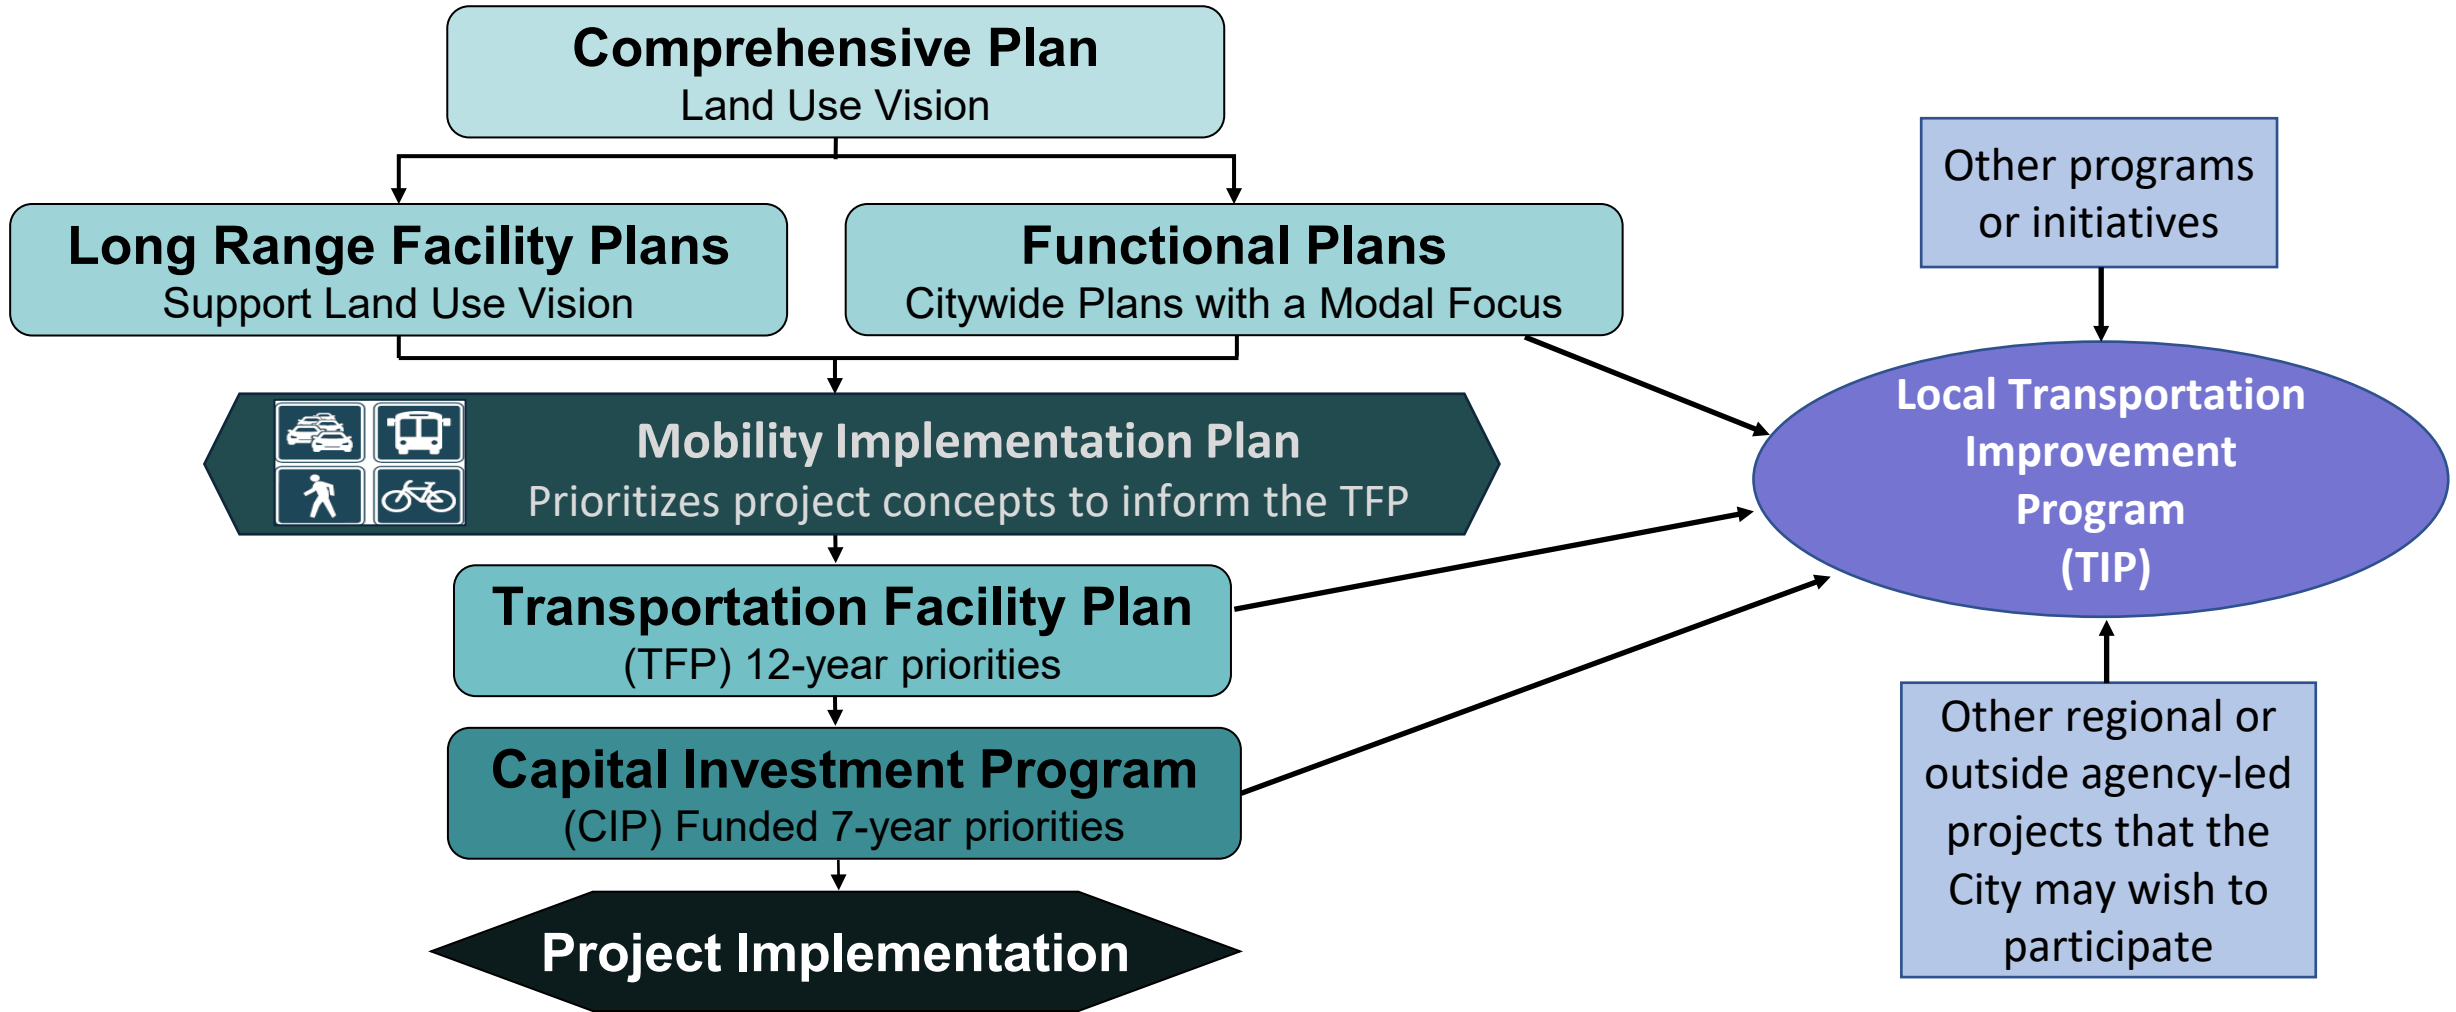 Comprehensive Plan
Land Use Vision
Long Range Facility Plans
Support Land Use Vision
Functional Plans
Citywide Plans with a Modal Focus
Mobility Implementation Plan
Prioritizes project concepts to inform the TFP
Transportation Facility Plan
(TFP) 12-year priorities
Capital Investment Program
(CIP) Funded 7-year priorities
Project Implementation
Other programs
or initiatives
Local Transportation
Improvement
Program
(TIP)
Other regional or
outside agency-led
projects that the
City may wish to
participate